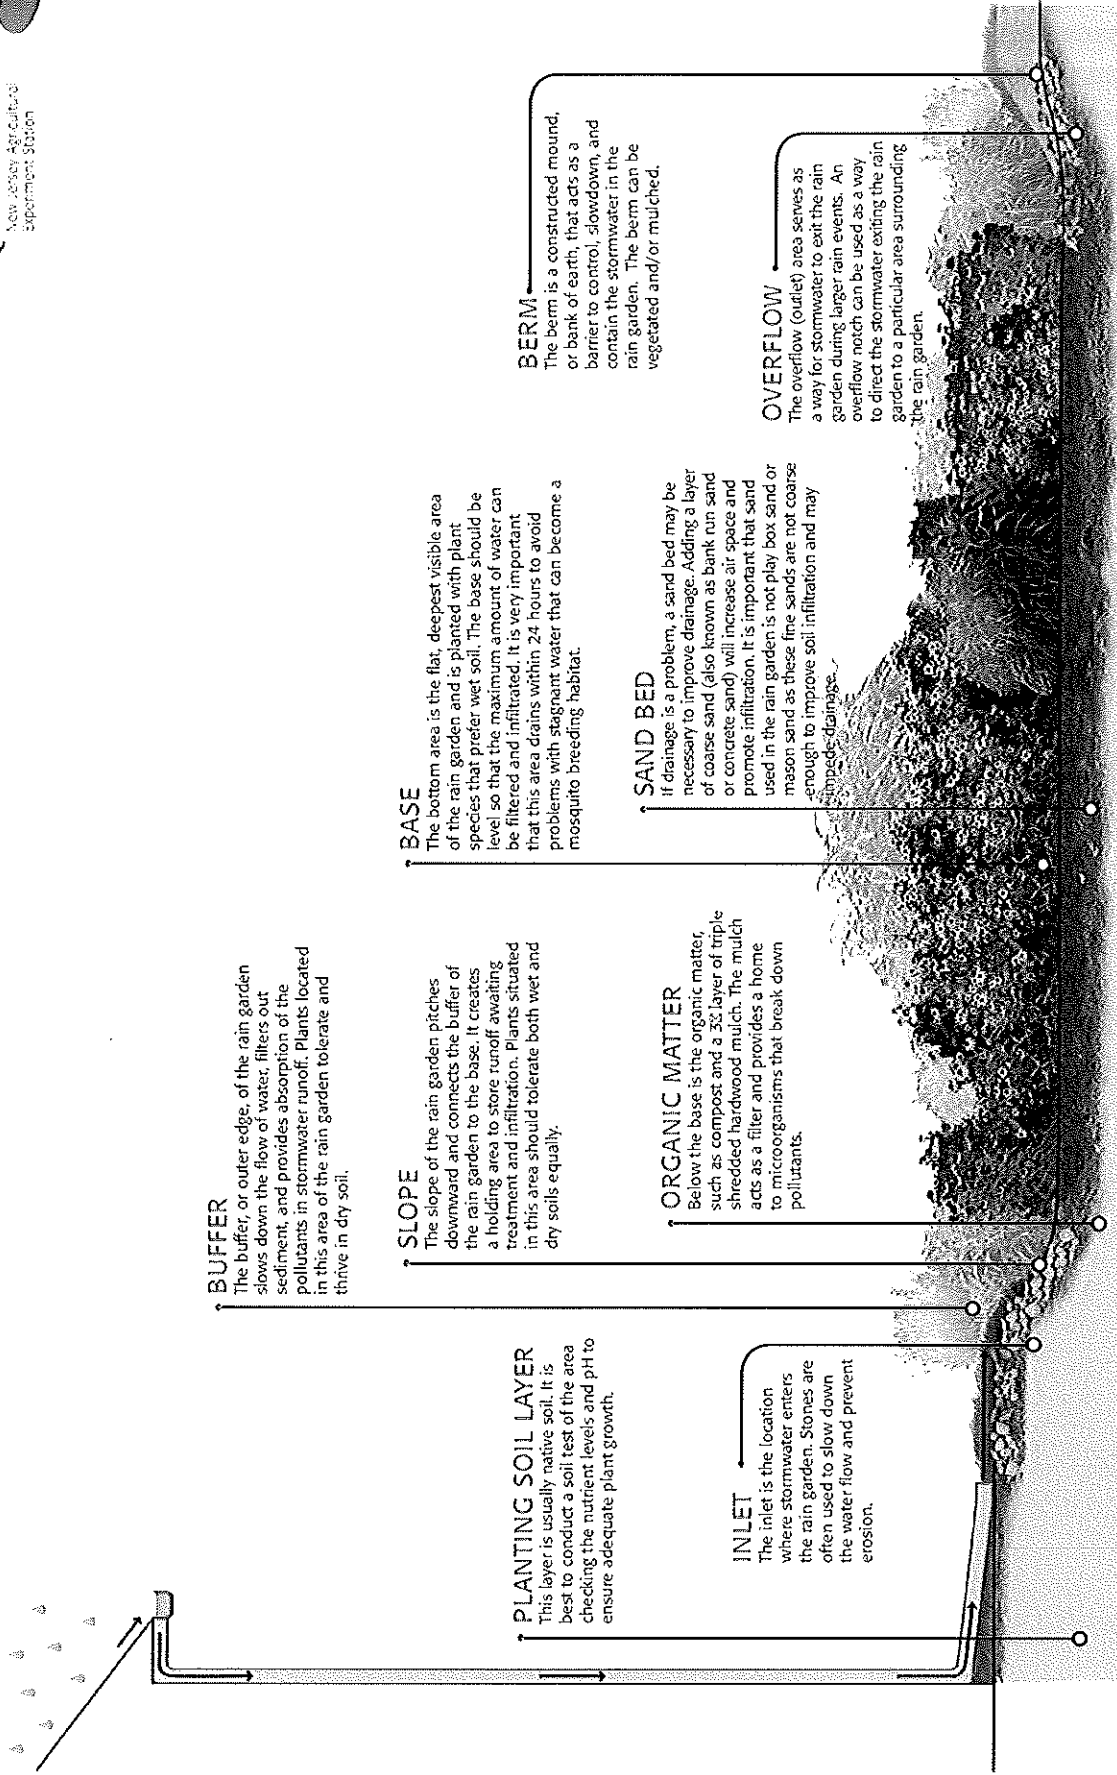 New Jersey Agricultural
Experiment Station
BUFFER
The buffer, or outer edge, of the rain garden
slows down the flow of water, filters out
sediment, and provides absorption of the
pollutants in stormwater runoff. Plants located
in this area of the rain garden tolerate and
thrive in dry soil.
SLOPE
The slope of the rain garden pitches
downward and connects the buffer of
the rain garden to the base. It creates
a holding area to store runoff awaiting
treatment and infiltration. Plants situated
in this area should tolerate both wet and
dry soils equally.
BASE
The bottom area is the flat, deepest visible area
of the rain garden and is planted with plant
species that prefer wet soil. The base should be
level so that the maximum amount of water can
be filtered and infiltrated. It is very important
that this area drains within 24 hours to avoid
problems with stagnant water that can become a
mosquito breeding habitat.
BERM
The berm is a constructed mound,
or bank of earth, that acts as a
barrier to control, slowdown, and
contain the stormwater in the
rain garden. The berm can be
vegetated and/or mulched.
PLANTING SOIL LAYER
This layer is usually native soil. It is
best to conduct a soil test of the area
checking the nutrient levels and pH to
ensure adequate plant growth.
INLET
The inlet is the location
where stormwater enters
the rain garden. Stones are
often used to slow down
the water flow and prevent
erosion.
ORGANIC MATTER
Below the base is the organic matter,
such as compost and a layer of triple
shredded hardwood mulch. The mulch
acts as a filter and provides a home
to microorganisms that break down
pollutants.
SAND BED
If drainage is a problem, a sand bed may be
necessary to improve drainage. Adding a layer
of coarse sand (also known as bank run sand
or concrete sand) will increase air space and
promote infiltration. It is important that sand
used in the rain garden is not play box sand or
mason sand as these fine sands are not coarse
enough to improve soil infiltration and may
impede drainage.
OVERFLOW
The overflow (outlet) area serves as
a way for stormwater to exit the rain
garden during larger rain events. An
overflow notch can be used as a way
to direct the stormwater exiting the rain
garden to a particular area surrounding
the rain garden.